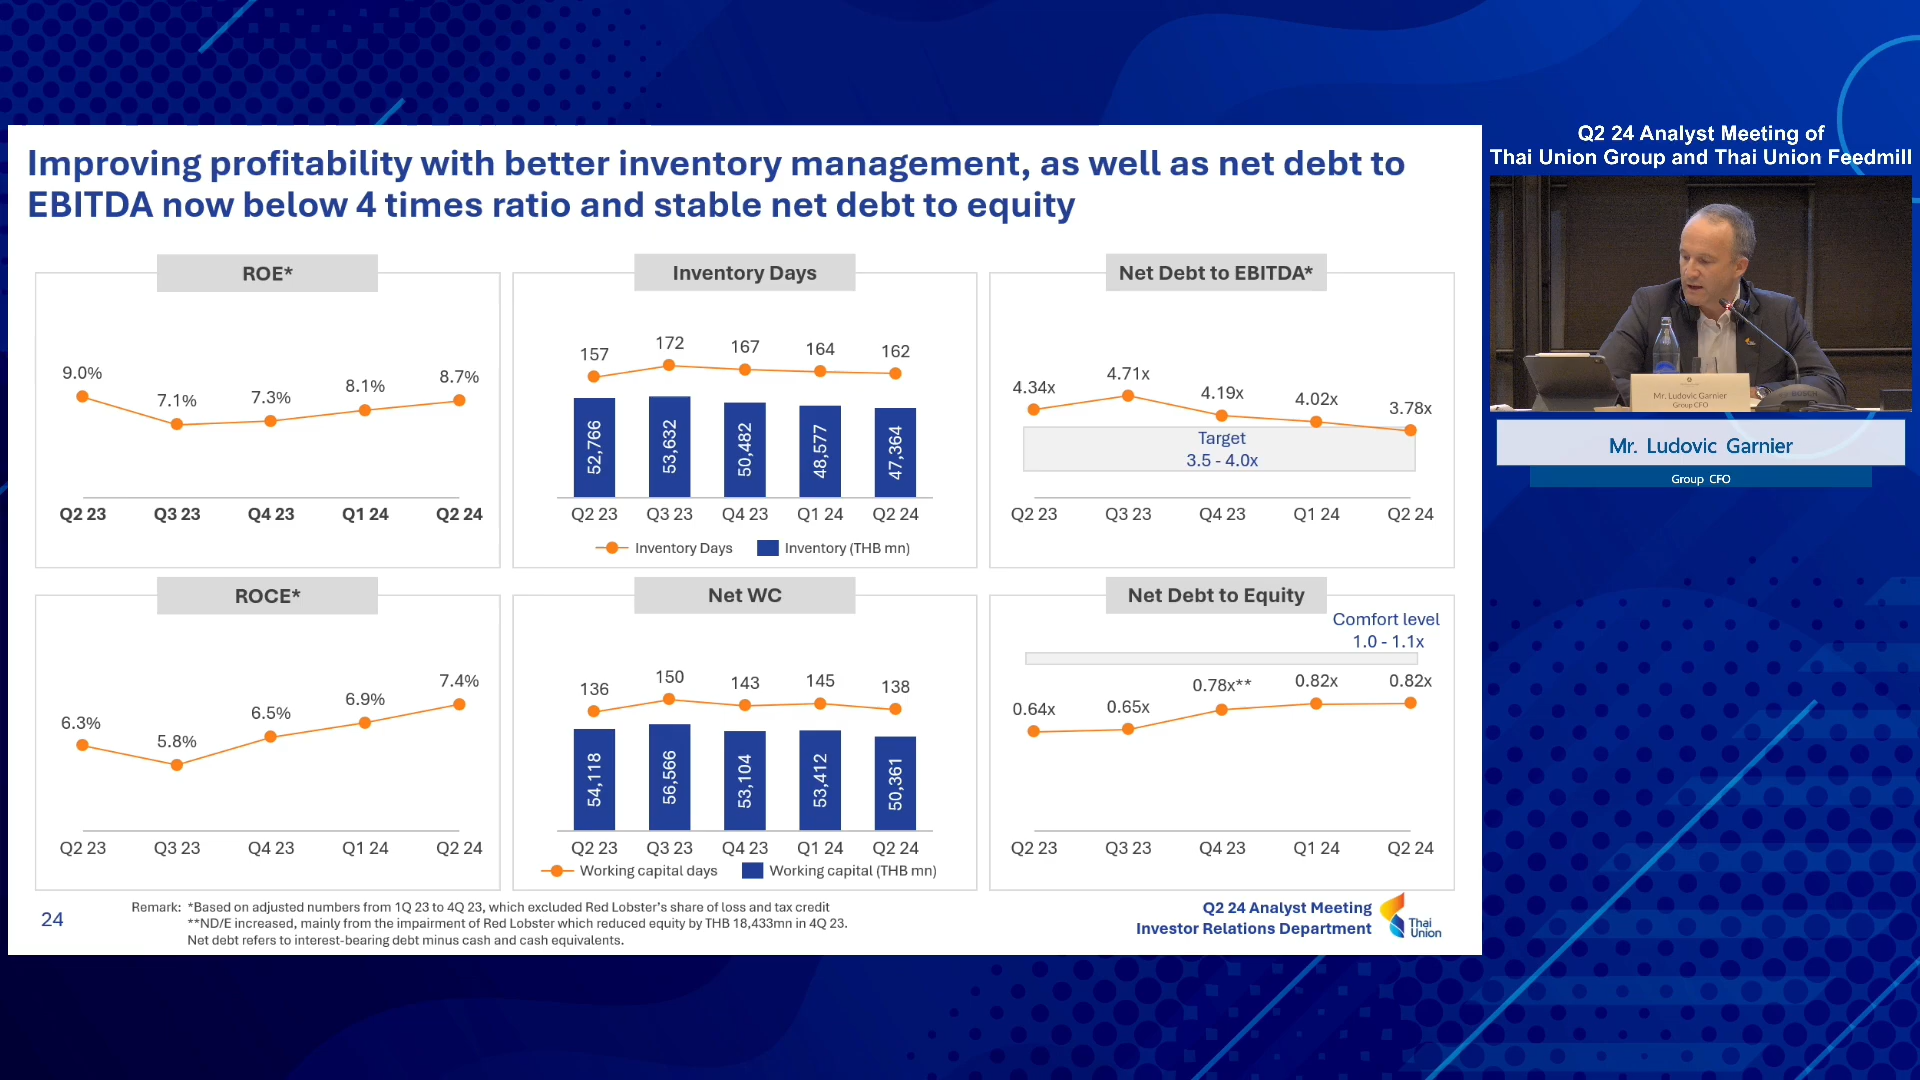 Improving profitability with better inventory management, as well as net debt to
EBITDA now below 4 times ratio and stable net debt to equity
ROE*
9.0%
7.1%
7.3%
8.1%
8.7%
Q2 23 Q3 23 Q4 23 Q1 24 Q2 24
Inventory Days
157
172
167
164
162
52,766
53,632
50,482
48,577
47,364
Q2 23 Q3 23 Q4 23 Q1 24 Q2 24
Inventory Days Inventory (THB mn)
Net Debt to EBITDA*
4.34x
4.71x
4.19x
4.02x
3.78x
Target
3.5 - 4.0x
Q2 23 Q3 23 Q4 23 Q1 24 Q2 24
ROCE*
6.3%
5.8%
6.5%
6.9%
7.4%
Q2 23 Q3 23 Q4 23 Q1 24 Q2 24
Net WC
136
150
143
145
138
54,118
56,566
53,104
53,412
50,361
Q2 23 Q3 23 Q4 23 Q1 24 Q2 24
Working capital days Working capital (THB mn)
Net Debt to Equity
Comfort level
1.0 - 1.1x
0.64x
0.65x
0.78x**
0.82x
0.82x
Q2 23 Q3 23 Q4 23 Q1 24 Q2 24
24
Remark: *Based on adjusted numbers from 1Q 23 to 4Q 23, which excluded Red Lobster's share of loss and tax credit
**ND/E increased, mainly from the impairment of Red Lobster which reduced equity by THB 18,433mn in 4Q 23.
Net debt refers to interest-bearing debt minus cash and cash equivalents.
Q2 24 Analyst Meeting
Investor Relations Department
Thai
Union
Q2 24 Analyst Meeting of
Thai Union Group and Thai Union Feedmill
Mr. Ludovic Garnier
Group CFO
BOSCH
Mr. Ludovic Garnier
Group CFO